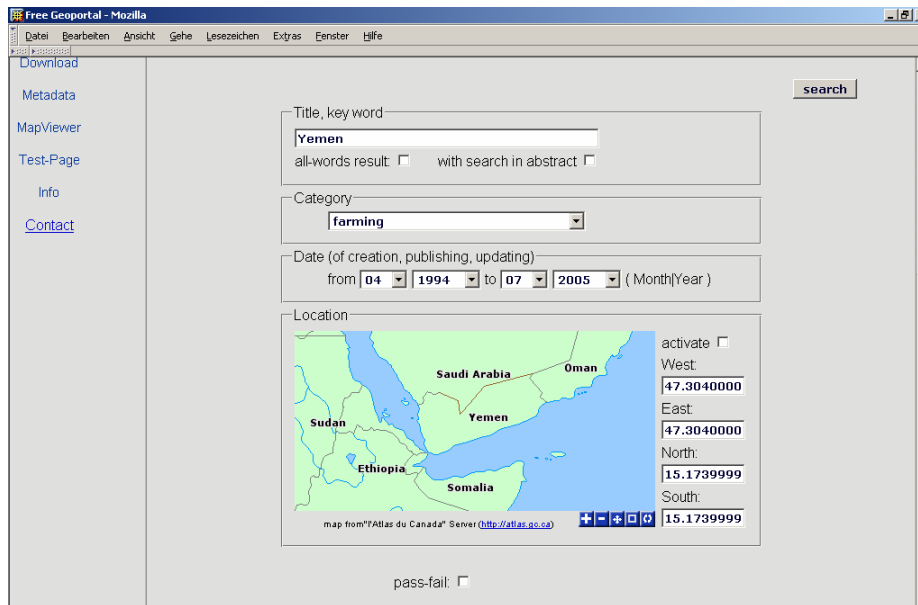 Free Geoportal - Mozilla
Datei Bearbeiten Ansicht Gehe Lesezeichen Extras Fenster Hilfe
Download
Metadata
MapViewer
Test-Page
Info
Contact
search
Title, key word
Yemen
all-words result: with search in abstract
Category
farming
Date (of creation, publishing, updating)
from 04 1994 to 07 2005 ( Month|Year )
Location
Saudi Arabia
Oman
Yemen
Sudan
Ethiopia
Somalia
map from"l'Atlas du Canada" Server (http://atlas.gc.ca)
activate
West:
47.3040000
East:
47.3040000
North:
15.1739999
South:
15.1739999
pass-fail: